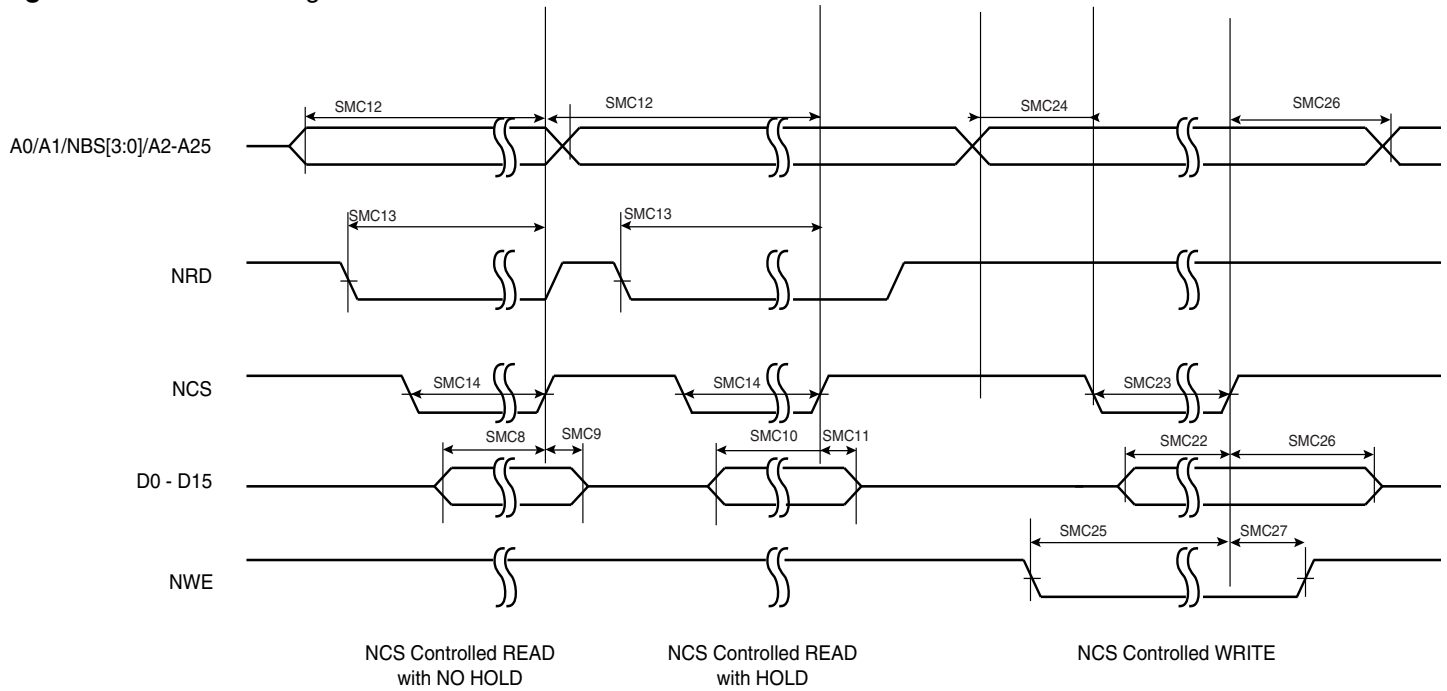 SMC12
SMC12
SMC24
SMC26
A0/A1/NBS[3:0]/A2-A25
SMC13
SMC13
NRD
NCS
SMC14
SMC14
SMC23
SMC8
SMC9
SMC10
SMC11
SMC22
SMC26
D0 - D15
SMC25
SMC27
NWE
NCS Controlled READ
with NO HOLD
NCS Controlled READ
with HOLD
NCS Controlled WRITE